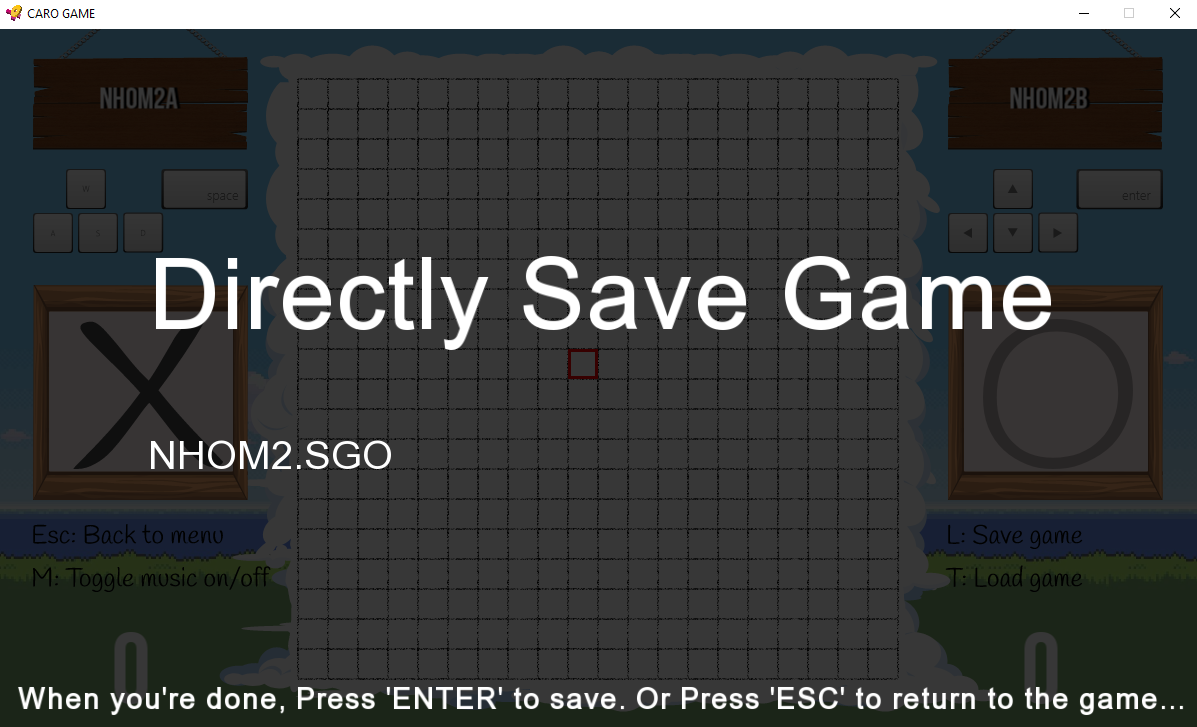 CARO GAME
NHOM2A
NHOM2B
W
space
A
S
D
▲
enter
◀
▼
▶
Directly Save Game
X
O
NHOM2.SGO
Esc: Back to menu
L: Save game
M: Toggle music on/off
T: Load game
0
0
When you're done, Press 'ENTER' to save. Or Press 'ESC' to return to the game...